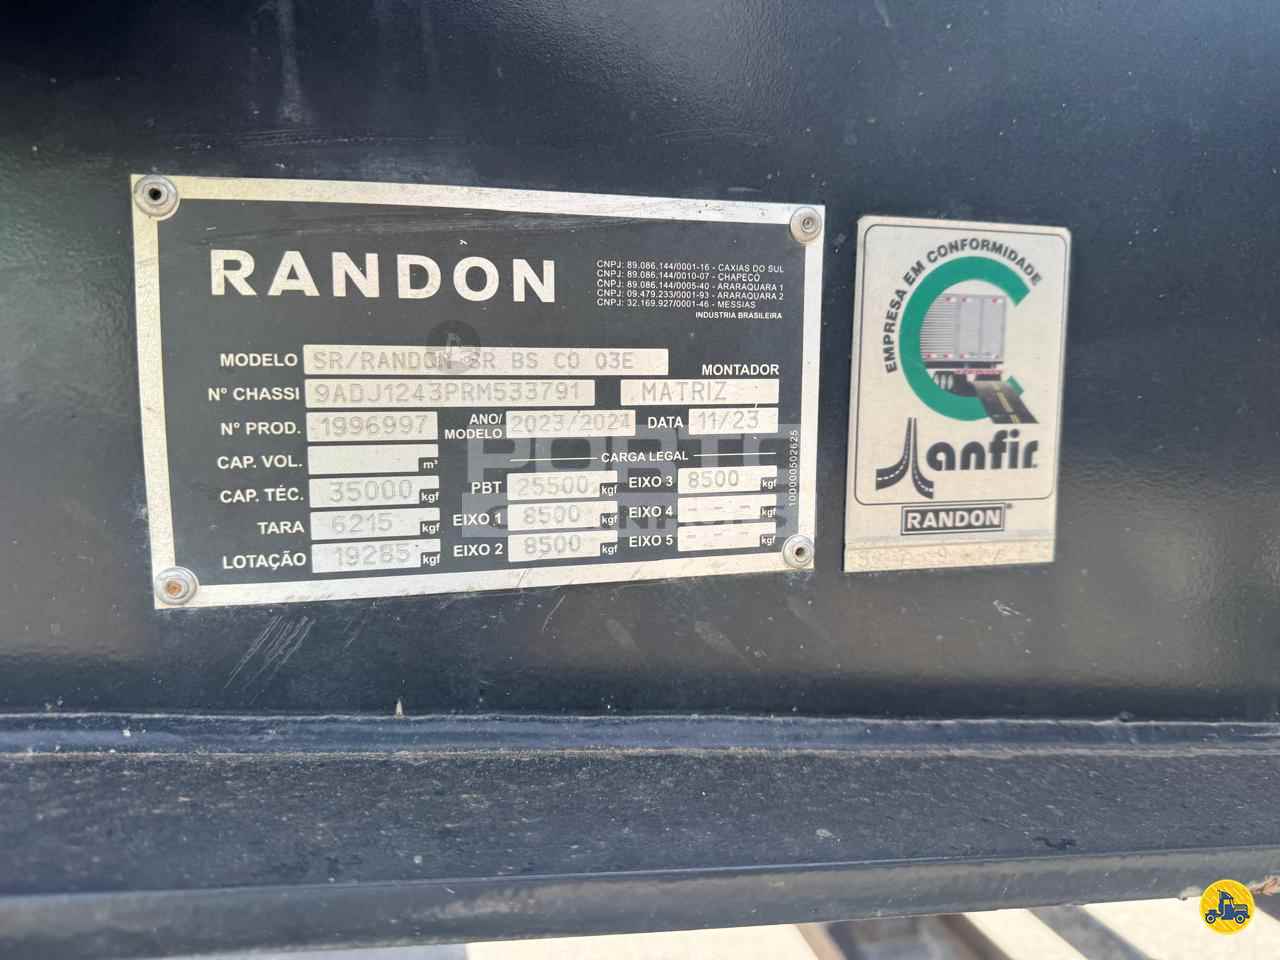 RANDON
CNPJ: 89.086.144/0001-16 - CAXIAS DO SUL
CNPJ: 89.086.144/0010-07 - CHAPECÓ
CNPJ: 89.086.144/0005-40 - ARARAQUARA 1
CNPJ: 09.479.233/0001-93 - ARARAQUARA 2
CNPJ: 32.169.927/0001-46 - MESSIAS
INDÚSTRIA BRASILEIRA
MODELO SR/RANDON SR BS CO 03E
MONTADOR
Nº CHASSI 9ADJ1243PRM533791 MATRIZ
Nº PROD. 1996997 ANO/MODELO 2023/2024 DATA 11/23
CAP. VOL. m³ CARGA LEGAL
CAP. TÉC. 35000 kgf PBT 25500 kgf EIXO 3 8500 kgf
TARA 6215 kgf EIXO 1 8500 kgf EIXO 4 --- kgf
LOTAÇÃO 19285 kgf EIXO 2 8500 kgf EIXO 5 --- kgf
100000502625
EMPRESA EM CONFORMIDADE
anfir
RANDON